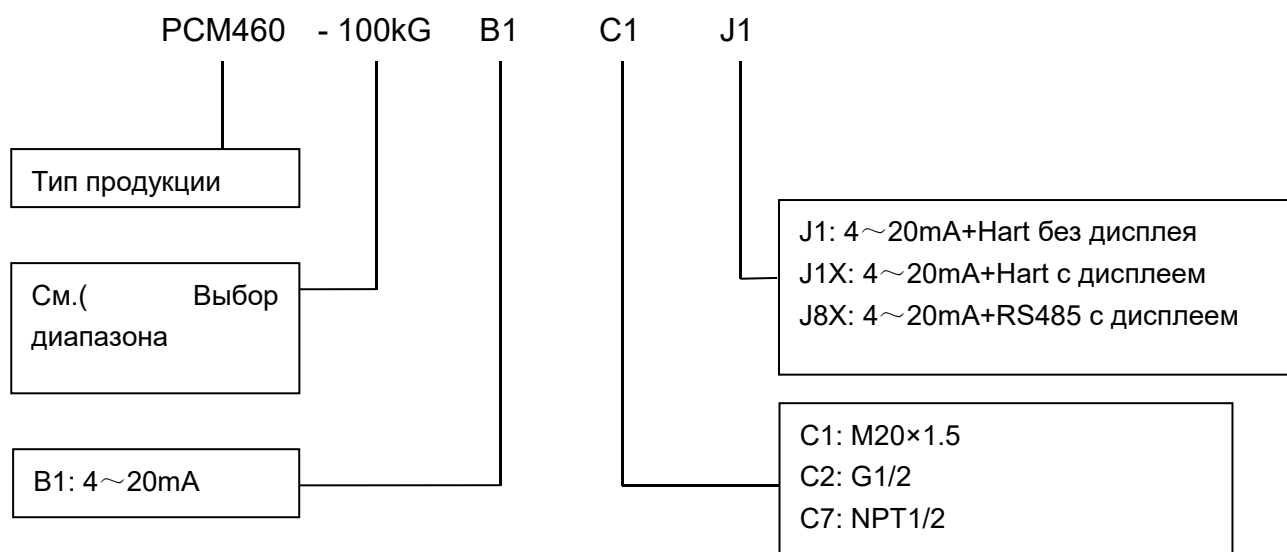 PCM460 - 100kG B1 C1 J1
Тип продукции
См.( Выбор
диапазона
B1: 4～20mA
J1: 4～20mA+Hart без дисплея
J1X: 4～20mA+Hart с дисплеем
J8X: 4～20mA+RS485 с дисплеем
C1: M20×1.5
C2: G1/2
C7: NPT1/2